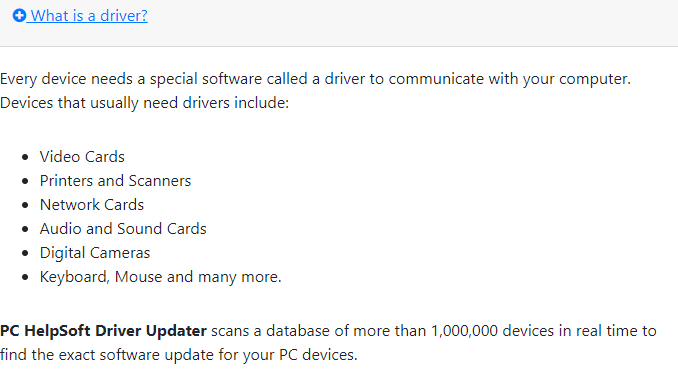 What is a driver?
Every device needs a special software called a driver to communicate with your computer.
Devices that usually need drivers include:
• Video Cards
• Printers and Scanners
• Network Cards
• Audio and Sound Cards
• Digital Cameras
• Keyboard, Mouse and many more.
PC HelpSoft Driver Updater scans a database of more than 1,000,000 devices in real time to
find the exact software update for your PC devices.